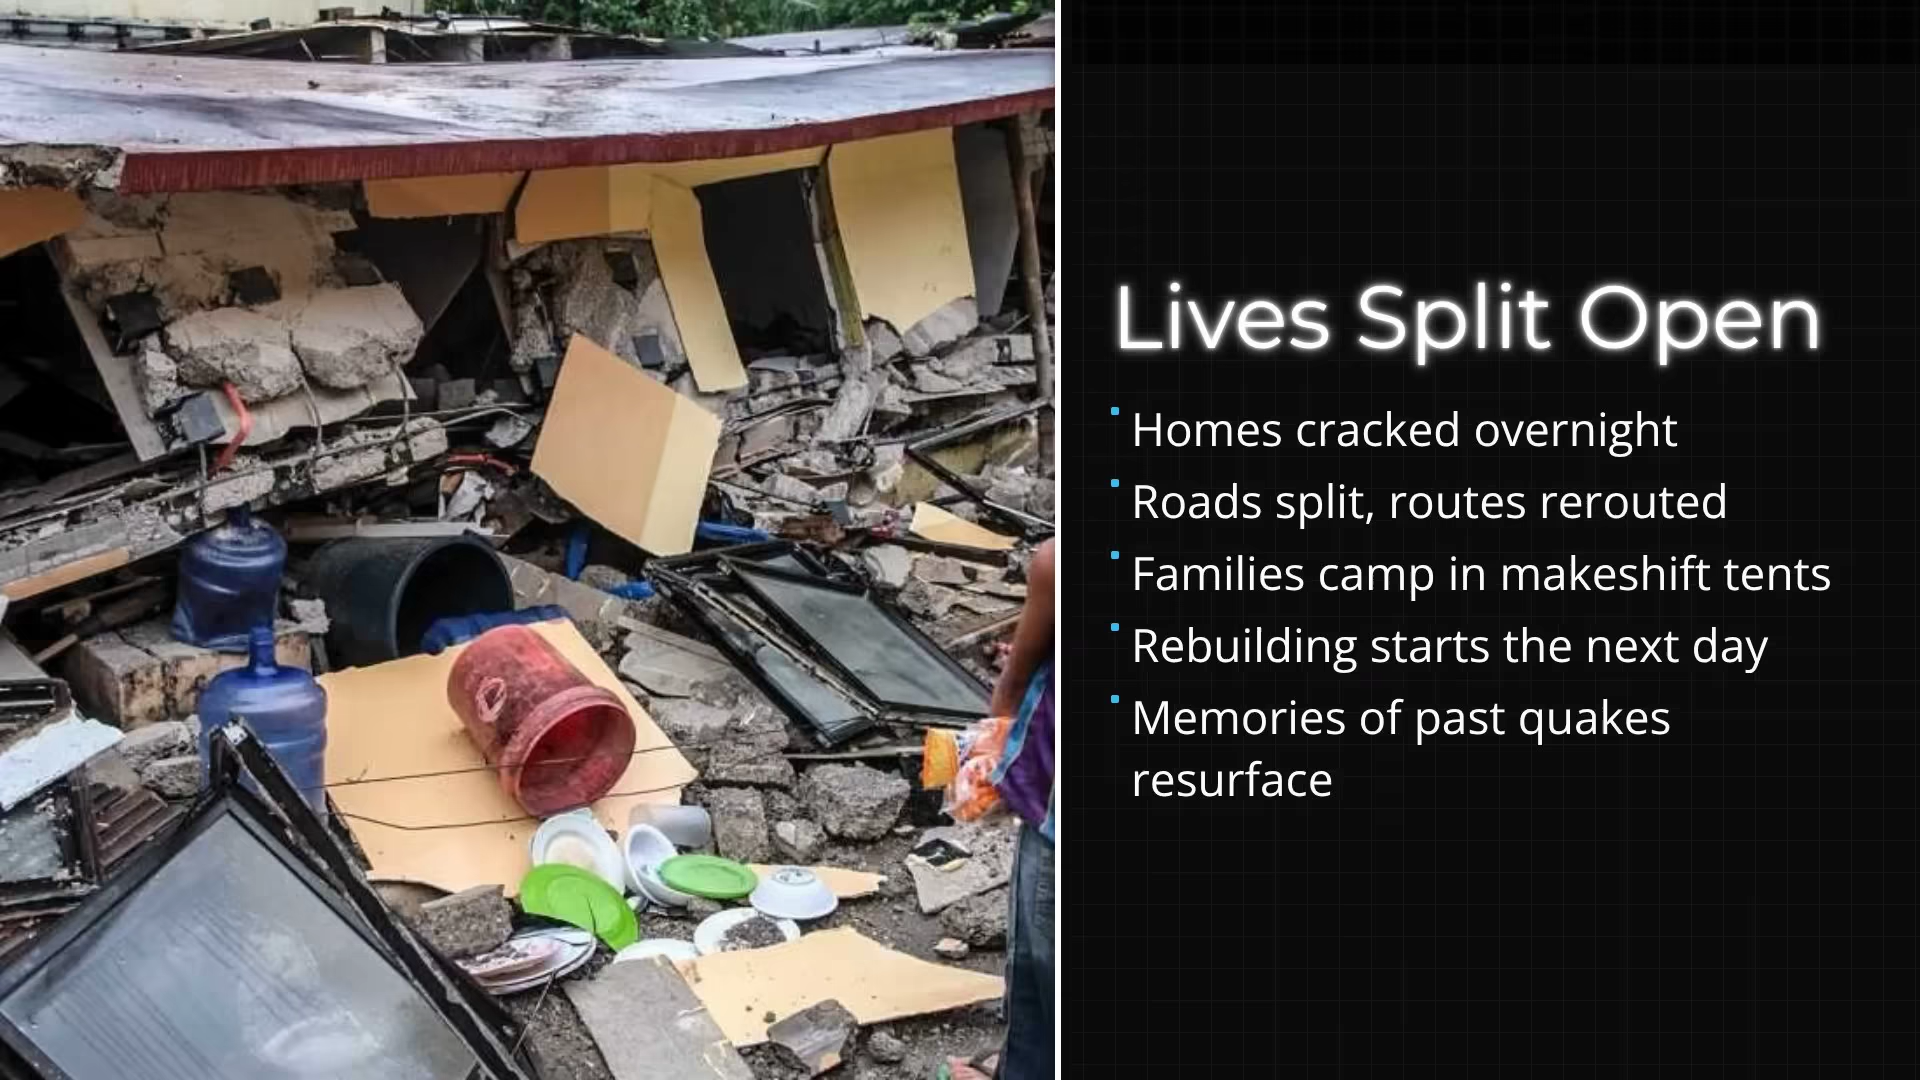 Lives Split Open
Homes cracked overnight
Roads split, routes rerouted
Families camp in makeshift tents
Rebuilding starts the next day
Memories of past quakes
resurface